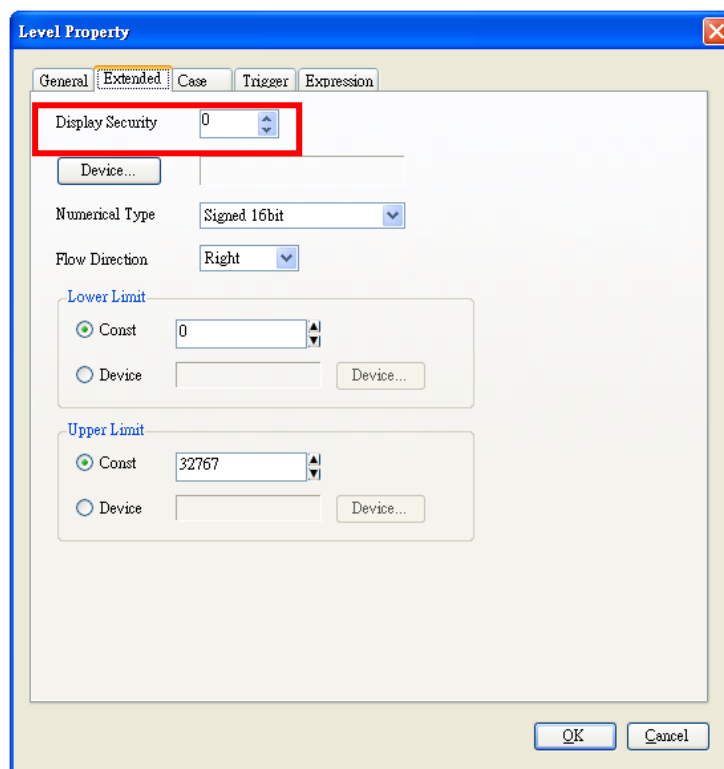 Level Property
General Extended Case Trigger Expression
Display Security 0
Device...
Numerical Type Signed 16bit
Flow Direction Right
Lower Limit
Const 0
Device Device...
Upper Limit
Const 32767
Device Device...
OK Cancel